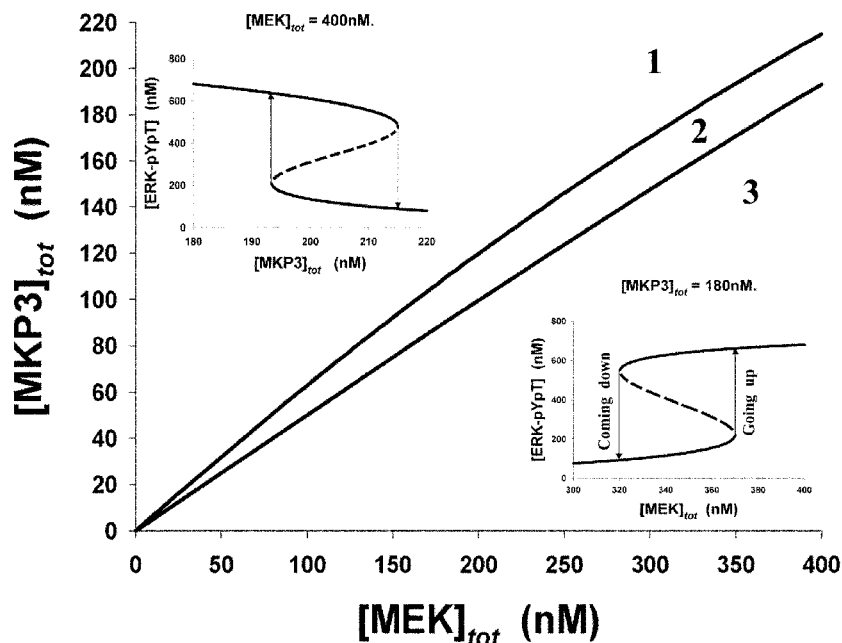 220
200
180
160
140
120
100
80
60
40
20
0
[MKP3]tot (nM)
0 50 100 150 200 250 300 350 400
[MEK]tot (nM)
1
2
3
[MEK]tot = 400nM.
[ERK-pYpT] (nM)
800
600
400
200
0
180 190 200 210 220
[MKP3]tot (nM)
[MKP3]tot = 180nM.
[ERK-pYpT] (nM)
800
600
400
200
0
Coming down
Going up
300 320 340 360 380 400
[MEK]tot (nM)